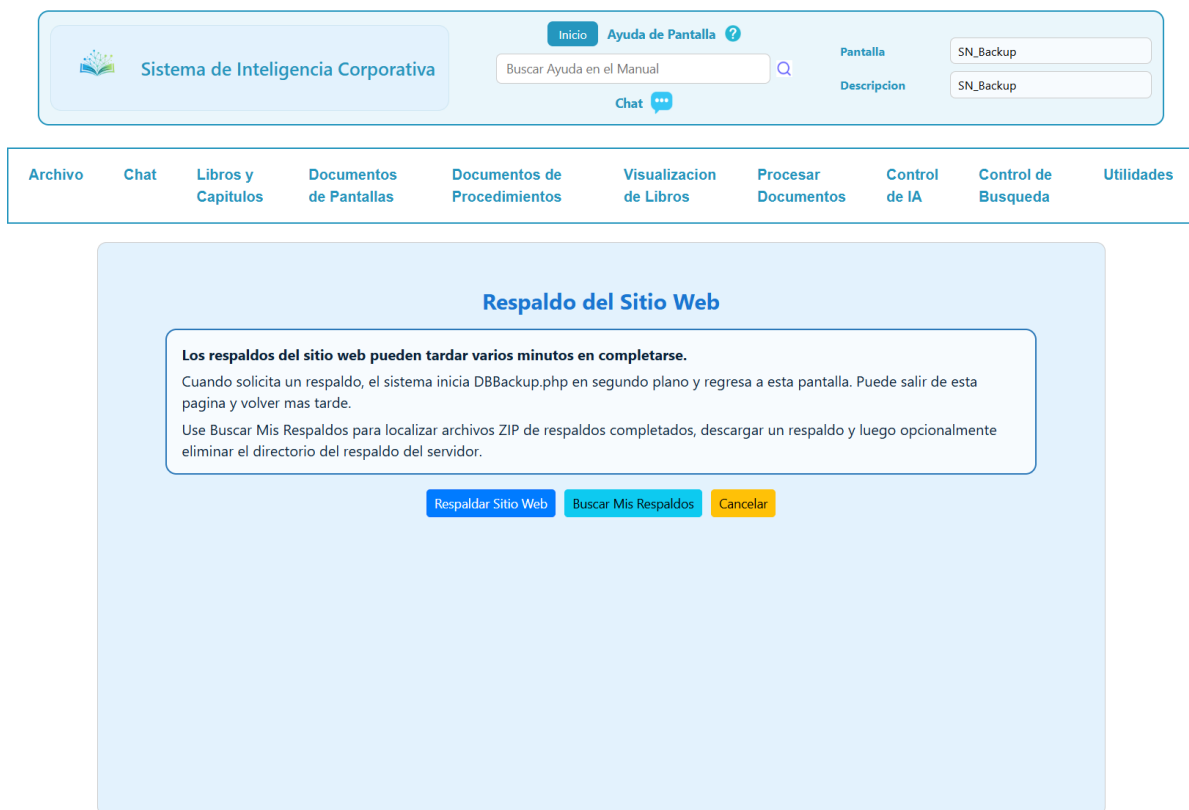 Sistema de Inteligencia Corporativa
Inicio
Ayuda de Pantalla ?
Buscar Ayuda en el Manual
Chat
Pantalla
SN_Backup
Descripcion
SN_Backup
Archivo
Chat
Libros y
Capitulos
Documentos
de Pantallas
Documentos de
Procedimientos
Visualizacion
de Libros
Procesar
Documentos
Control
de IA
Control de
Busqueda
Utilidades
Respaldo del Sitio Web
Los respaldos del sitio web pueden tardar varios minutos en completarse.
Cuando solicita un respaldo, el sistema inicia DBBackup.php en segundo plano y regresa a esta pantalla. Puede salir de esta
pagina y volver mas tarde.
Use Buscar Mis Respaldos para localizar archivos ZIP de respaldos completados, descargar un respaldo y luego opcionalmente
eliminar el directorio del respaldo del servidor.
Respaldar Sitio Web
Buscar Mis Respaldos
Cancelar